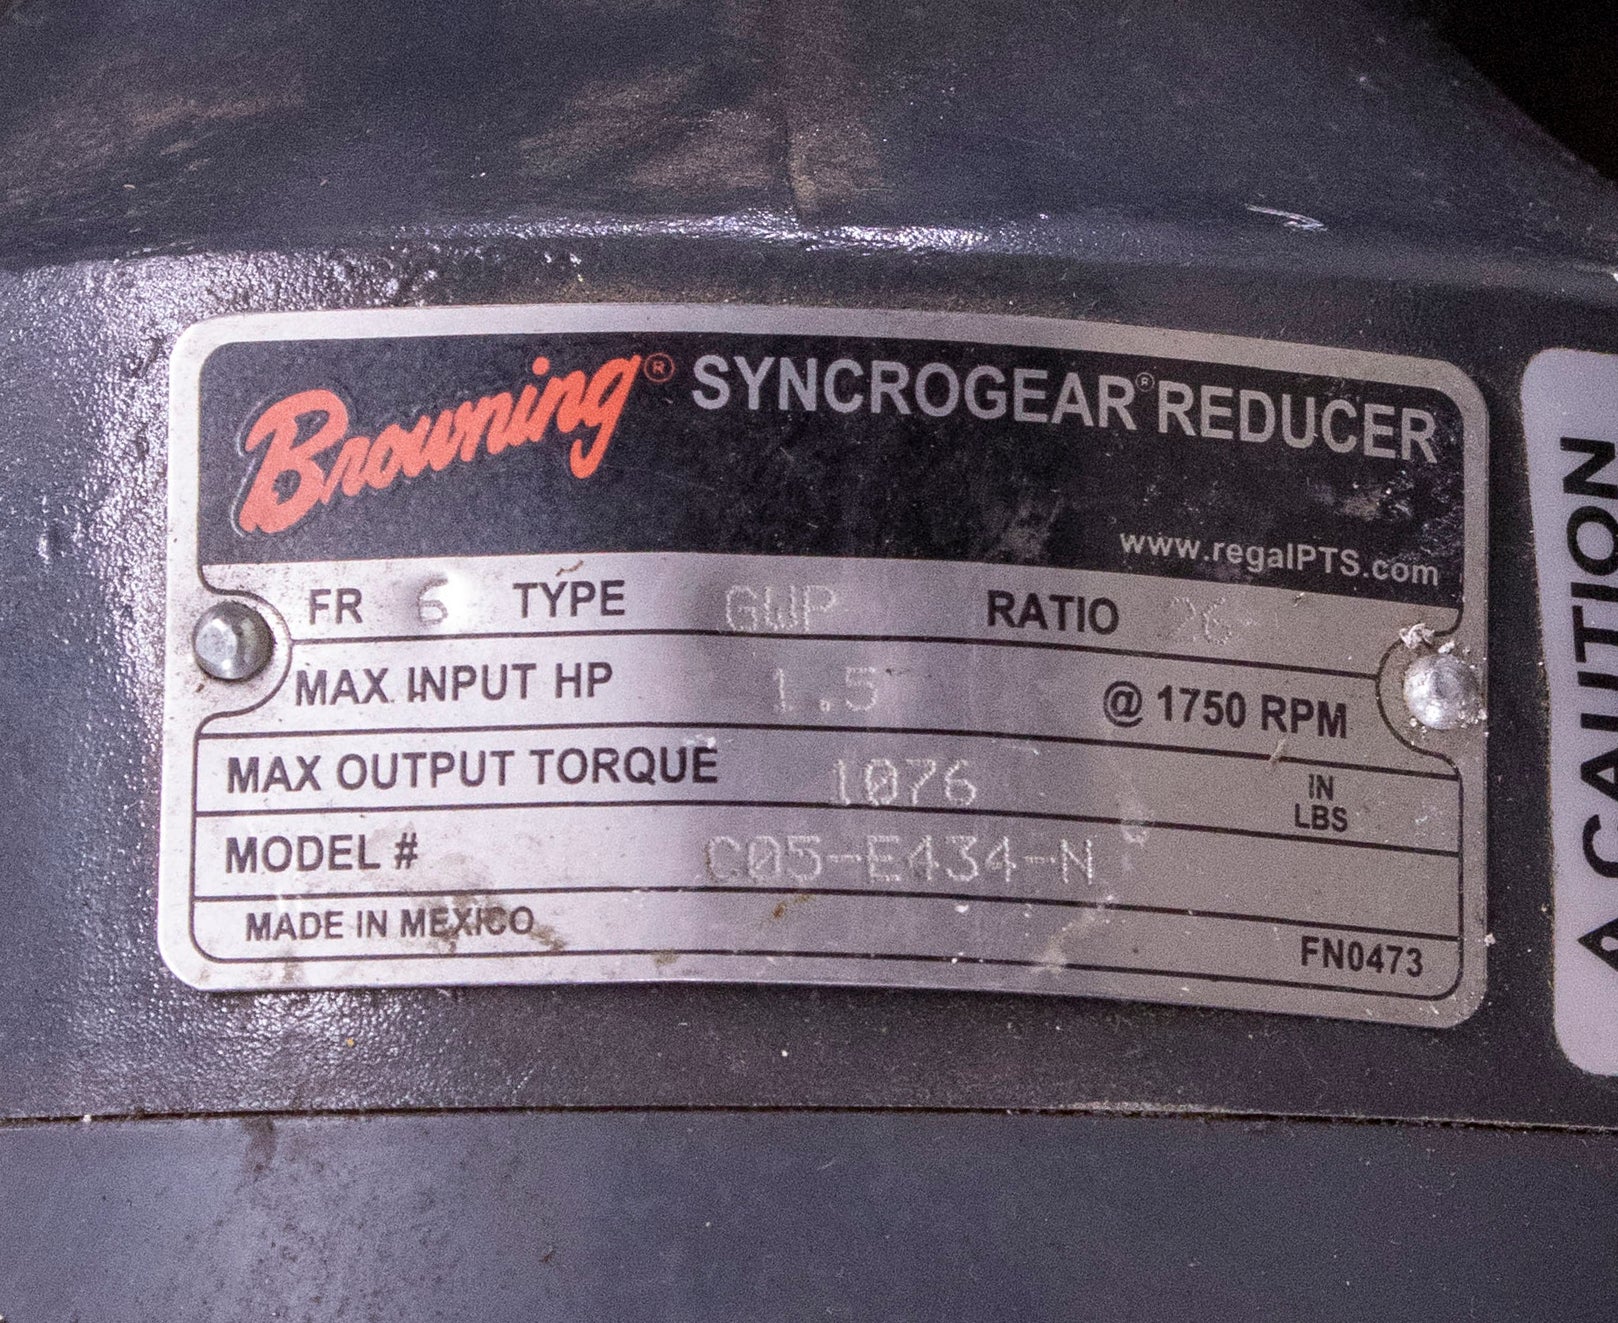 Browning® SYNCROGEAR® REDUCER
www.regalPTS.com
FR 6 TYPE GWP RATIO 26
MAX INPUT HP 1.5 @ 1750 RPM
MAX OUTPUT TORQUE 1076 IN LBS
MODEL # C05-E434-N
MADE IN MEXICO FN0473
CAUTION